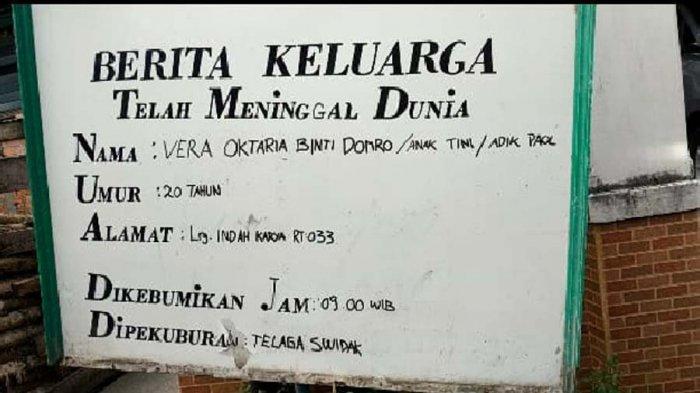 BERITA KELUARGA
TELAH MENINGGAL DUNIA
NAMA : VERA OKTARIA BINTI DOMRO / ANAK TINI / ADIK PAOL
UMUR : 20 TAHUN
ALAMAT : Lrg. INDAH KARYA RT 033
DIKEBUMIKAN JAM : 09.00 WIB
DIPEKUBURAN : TELAGA SWIDAK